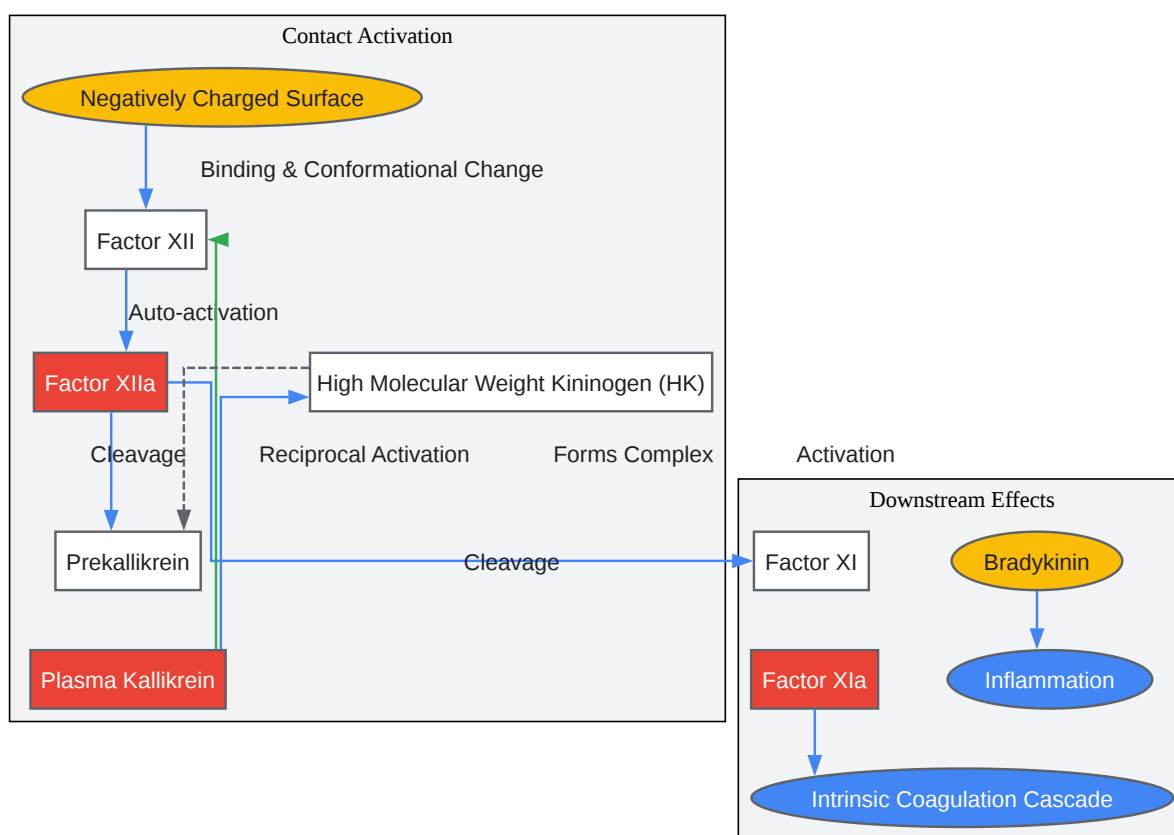 Contact Activation
Negatively Charged Surface
Binding & Conformational Change
Factor XII
Auto-activation
Factor XIIa
High Molecular Weight Kininogen (HK)
Cleavage
Reciprocal Activation
Forms Complex
Activation
Downstream Effects
Prekallikrein
Cleavage
Factor XI
Bradykinin
Plasma Kallikrein
Factor XIa
Inflammation
Intrinsic Coagulation Cascade